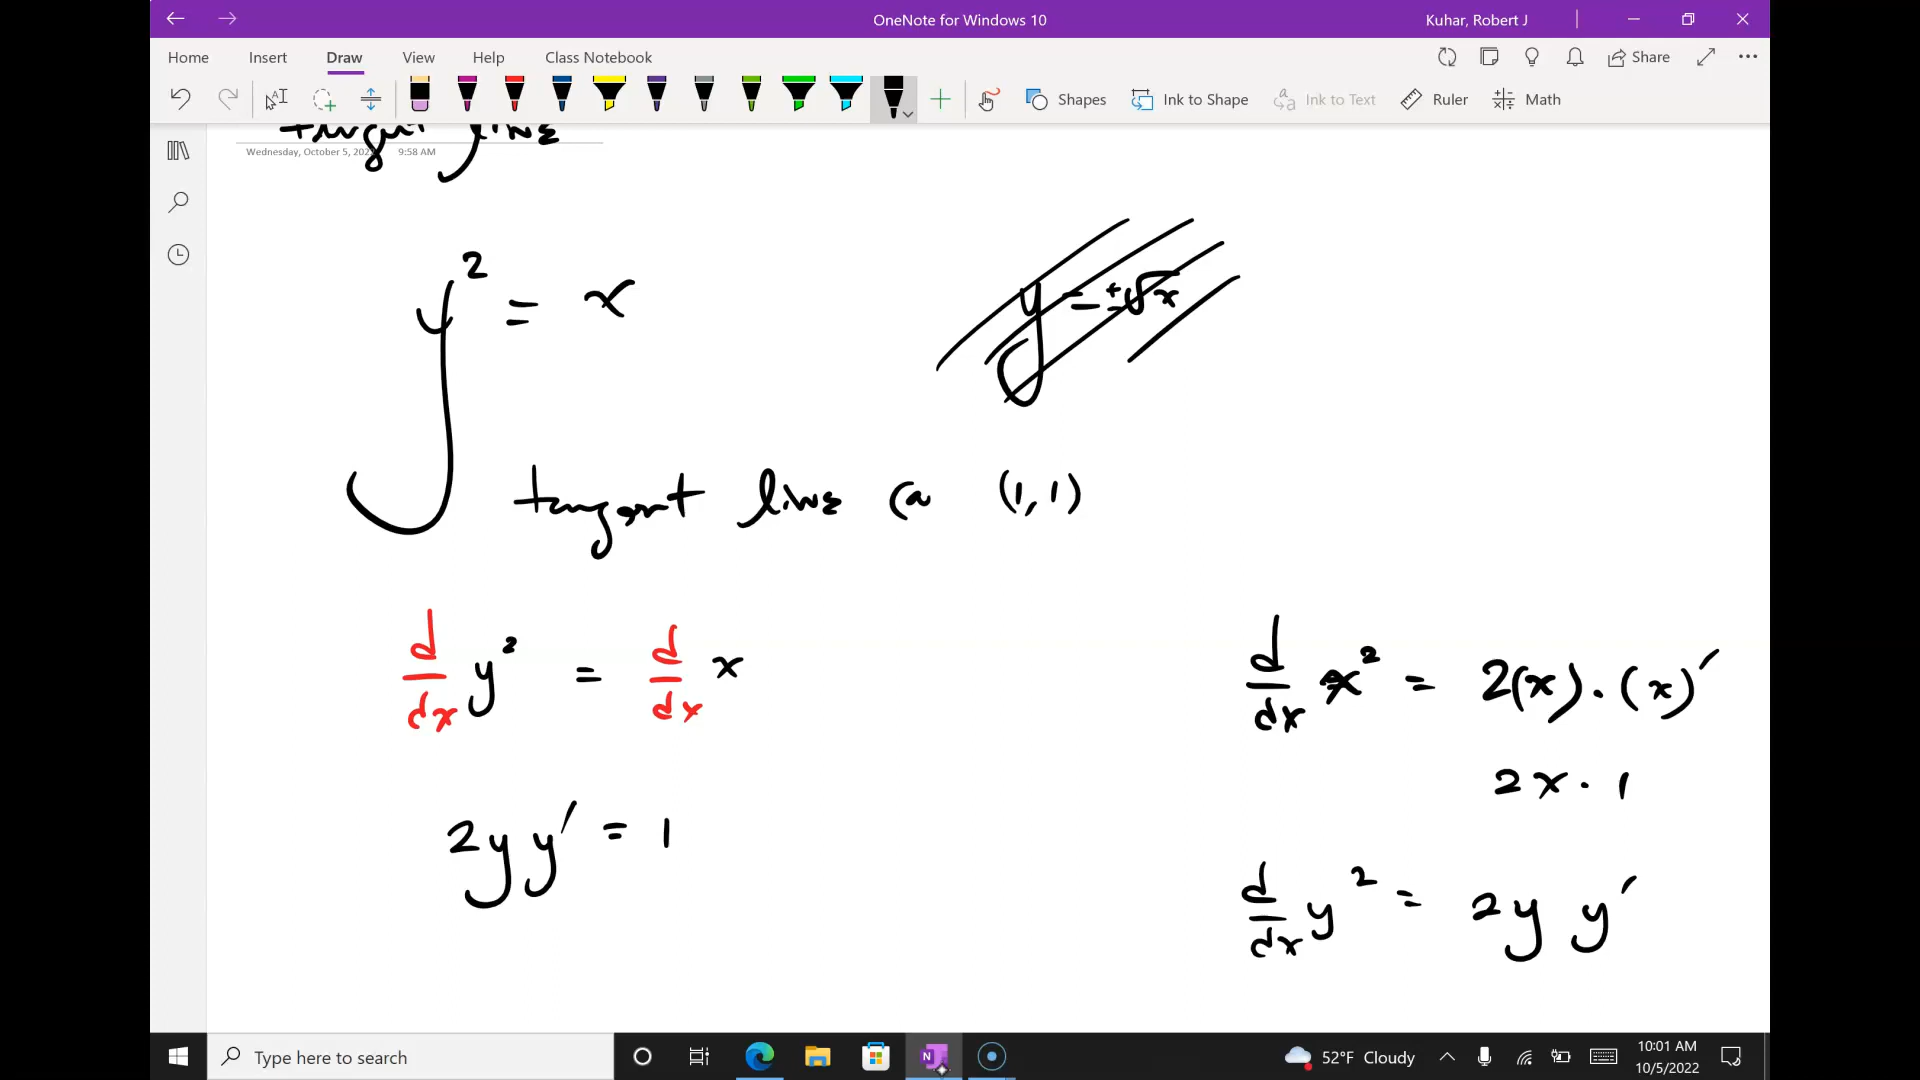 OneNote for Windows 10
Kuhar, Robert J
Home Insert Draw View Help Class Notebook Share
Shapes Ink to Shape Ink to Text Ruler Math
tangent line
Wednesday, October 5, 202 9:58 AM
y² = x
y = ±√x
tangent line @ (1,1)
d/dx y² = d/dx x
d/dx x² = 2(x)·(x)′
2x·1
2y y′ = 1
d/dx y² = 2y y′
Type here to search
52°F Cloudy
10:01 AM
10/5/2022